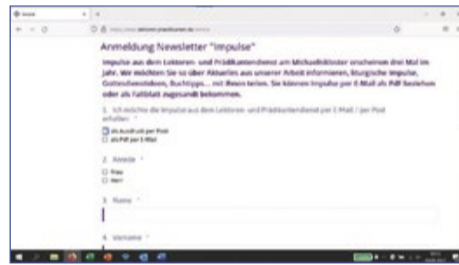 Anmeldung Newsletter "Impulse"
Impulse aus dem Lektoren- und Prädikantendienst am Michaeliskloster erscheinen drei Mal im
Jahr. Wir möchten Sie so über Aktuelles aus unserer Arbeit informieren, liturgische Impulse,
Gottesdienstideen, Buchtipps... mit Ihnen teilen. Sie können Impulse per E-Mail als Pdf beziehen
oder als Faltblatt zugesandt bekommen.
1. Ich möchte die Impulse aus dem Lektoren- und Prädikantendienst per E-Mail / per Post
erhalten *
als Ausdruck per Post
als Pdf per E-Mail
2. Anrede *
Frau
Herr
3. Name *
4. Vorname *